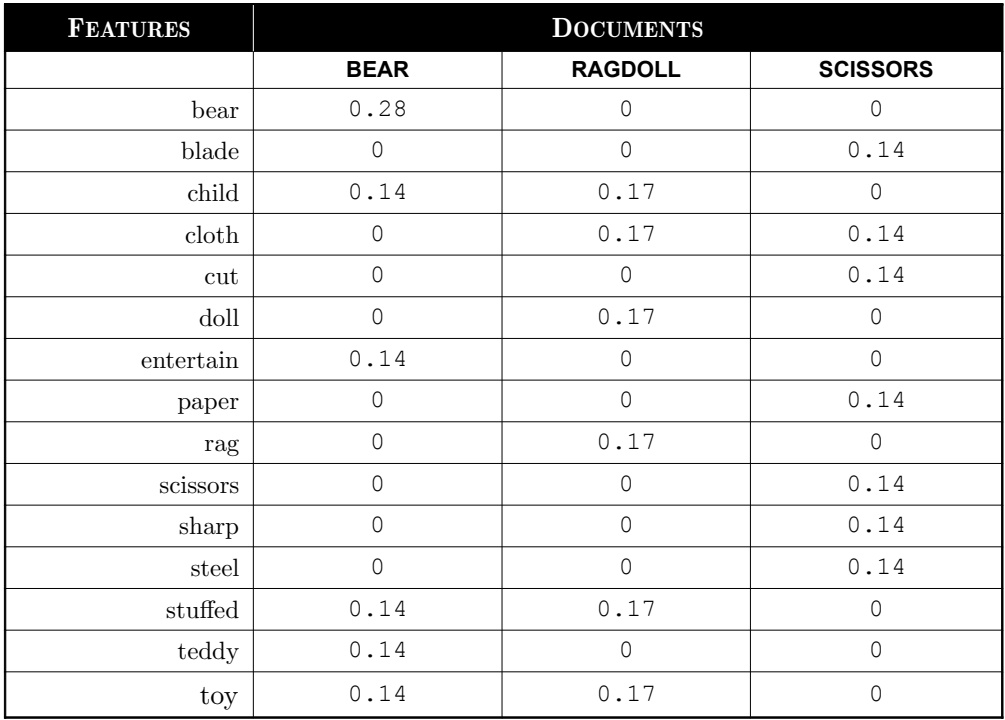 FEATURES DOCUMENTS
BEAR RAGDOLL SCISSORS
bear 0.28 0 0
blade 0 0 0.14
child 0.14 0.17 0
cloth 0 0.17 0.14
cut 0 0 0.14
doll 0 0.17 0
entertain 0.14 0 0
paper 0 0 0.14
rag 0 0.17 0
scissors 0 0 0.14
sharp 0 0 0.14
steel 0 0 0.14
stuffed 0.14 0.17 0
teddy 0.14 0 0
toy 0.14 0.17 0